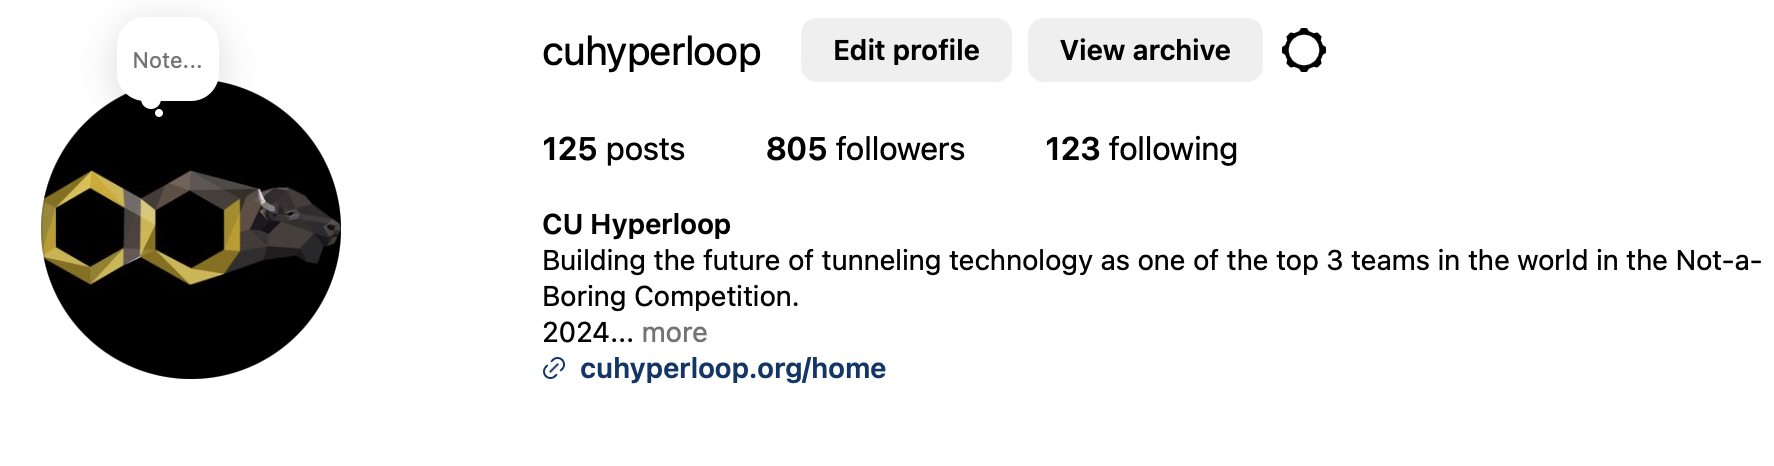 Note...
cuhyperloop
Edit profile
View archive
125 posts
805 followers
123 following
CU Hyperloop
Building the future of tunneling technology as one of the top 3 teams in the world in the Not-a-
Boring Competition.
2024... more
cuhyperloop.org/home